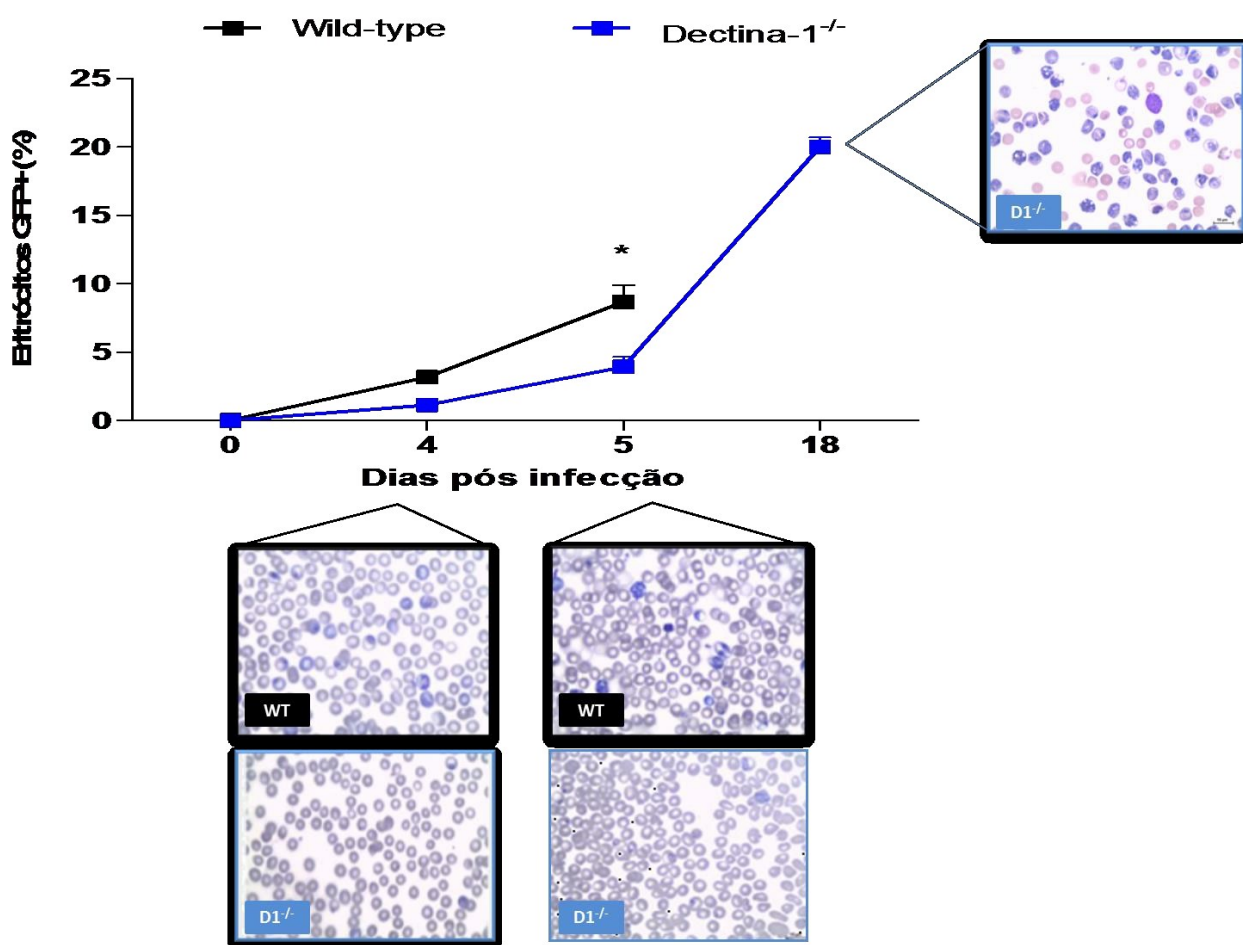 Wild-type
Dectina-1-/-
Eritrócitos GFP+(%)
25
20
15
10
5
0
*
0 4 5 18
Dias pós infecção
D1-/-
WT
WT
D1-/-
D1-/-